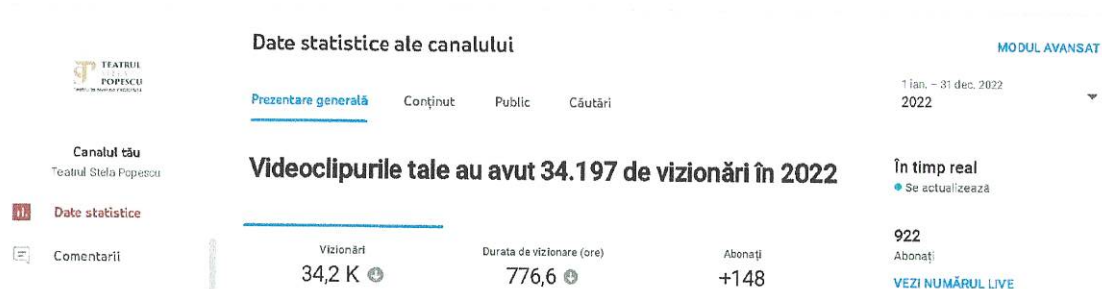 TEATRUL
STELA
POPESCU
Canalul tău
Teatrul Stela Popescu
Date statistice
Comentarii
Date statistice ale canalului
Prezentare generală Conținut Public Căutări
Videoclipurile tale au avut 34.197 de vizionări în 2022
Vizionări
34,2 K
Durata de vizionare (ore)
776,6
Abonați
+148
MODUL AVANSAT
1 ian. – 31 dec. 2022
2022
În timp real
Se actualizează
922
Abonați
VEZI NUMĂRUL LIVE